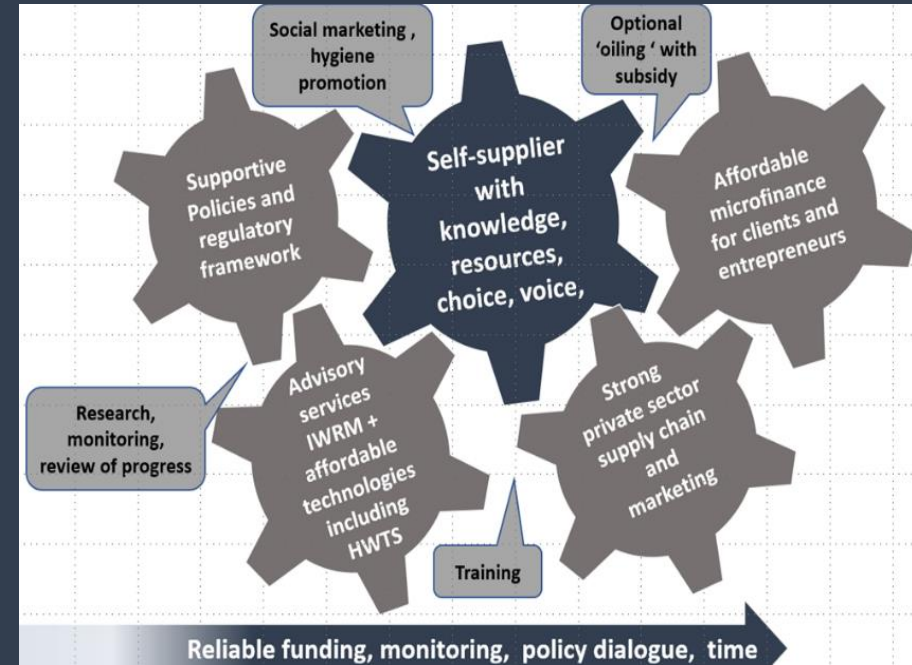 Social marketing ,
hygiene
promotion
Optional
‘oiling ‘ with
subsidy
Supportive
Policies and
regulatory
framework
Self-supplier
with
knowledge,
resources,
choice, voice,
Affordable
microfinance
for clients and
entrepreneurs
Research,
monitoring,
review of progress
Advisory
services
IWRM +
affordable
technologies
including
HWTS
Strong
private sector
supply chain
and
marketing
Training
Reliable funding, monitoring, policy dialogue, time